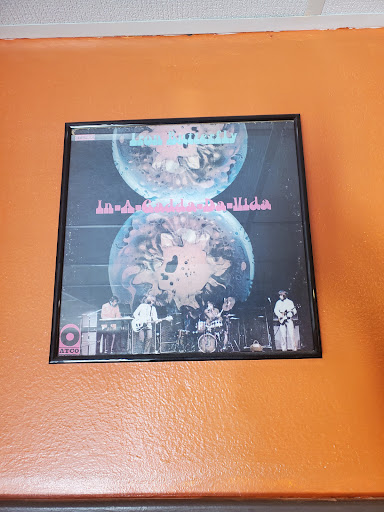 Iron Butterfly
In-A-Gadda-Da-Vida
ATCO